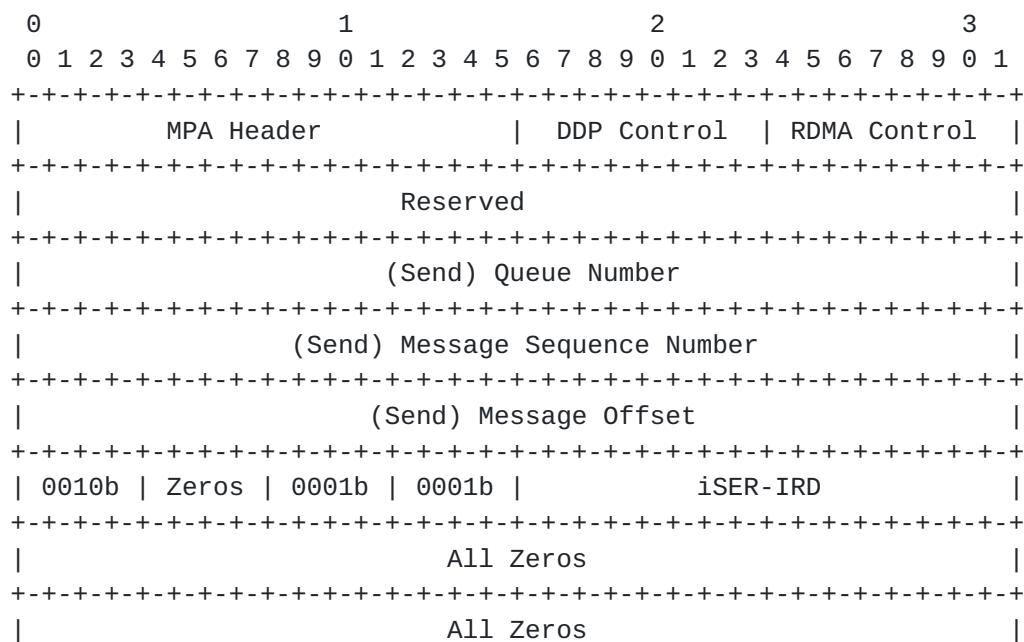 0                   1                   2                   3
 0 1 2 3 4 5 6 7 8 9 0 1 2 3 4 5 6 7 8 9 0 1 2 3 4 5 6 7 8 9 0 1
+-+-+-+-+-+-+-+-+-+-+-+-+-+-+-+-+-+-+-+-+-+-+-+-+-+-+-+-+-+-+-+-+
|         MPA Header            |  DDP Control  | RDMA Control  |
+-+-+-+-+-+-+-+-+-+-+-+-+-+-+-+-+-+-+-+-+-+-+-+-+-+-+-+-+-+-+-+-+
|                        Reserved                               |
+-+-+-+-+-+-+-+-+-+-+-+-+-+-+-+-+-+-+-+-+-+-+-+-+-+-+-+-+-+-+-+-+
|                       (Send) Queue Number                     |
+-+-+-+-+-+-+-+-+-+-+-+-+-+-+-+-+-+-+-+-+-+-+-+-+-+-+-+-+-+-+-+-+
|                 (Send) Message Sequence Number                |
+-+-+-+-+-+-+-+-+-+-+-+-+-+-+-+-+-+-+-+-+-+-+-+-+-+-+-+-+-+-+-+-+
|                      (Send) Message Offset                    |
+-+-+-+-+-+-+-+-+-+-+-+-+-+-+-+-+-+-+-+-+-+-+-+-+-+-+-+-+-+-+-+-+
| 0010b | Zeros | 0001b | 0001b |           iSER-IRD            |
+-+-+-+-+-+-+-+-+-+-+-+-+-+-+-+-+-+-+-+-+-+-+-+-+-+-+-+-+-+-+-+-+
|                           All Zeros                           |
+-+-+-+-+-+-+-+-+-+-+-+-+-+-+-+-+-+-+-+-+-+-+-+-+-+-+-+-+-+-+-+-+
|                           All Zeros                           |